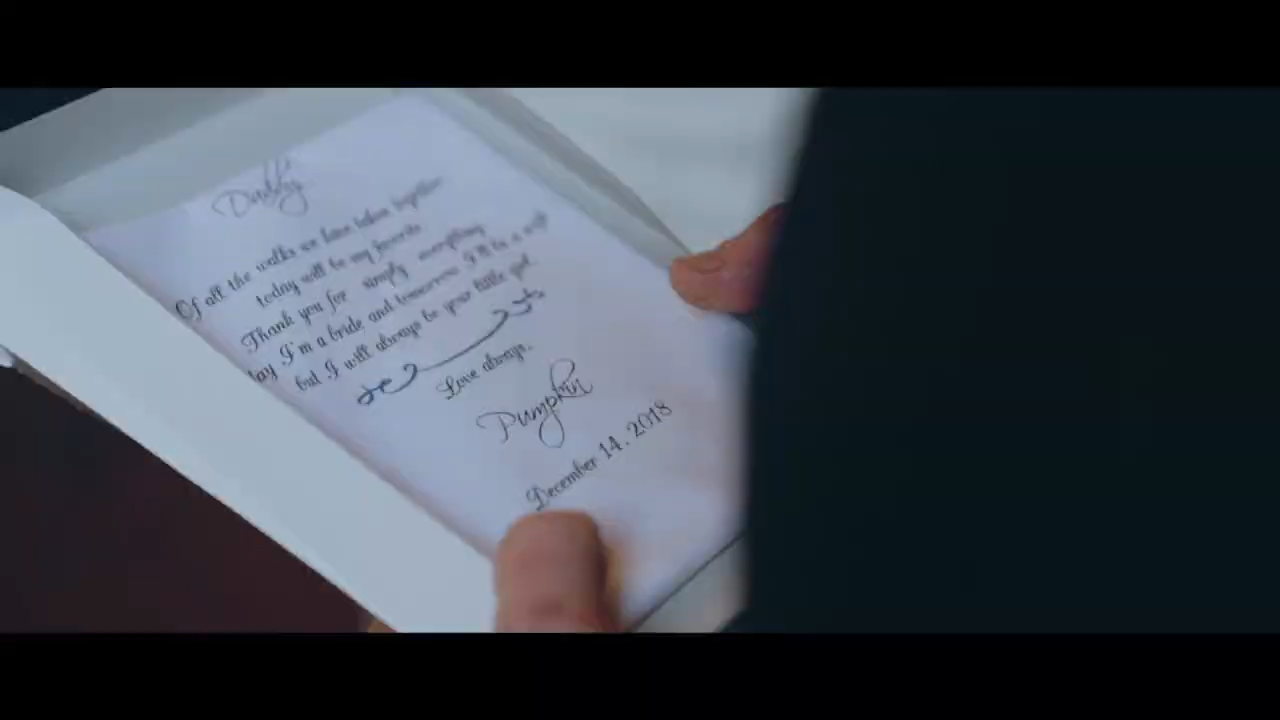 Daddy
Of all the walks we have taken together
today will be my favorite
Thank you for simply everything
ay I'm a bride and tomorrow I'll be a wife
but I will always be your little girl.
Love always,
Pumpkin
December 14, 2018